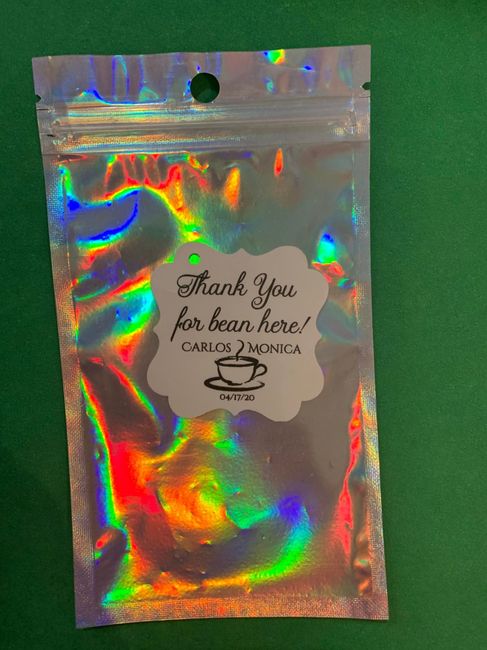 Thank You
for bean here!
CARLOS MONICA
04/17/20